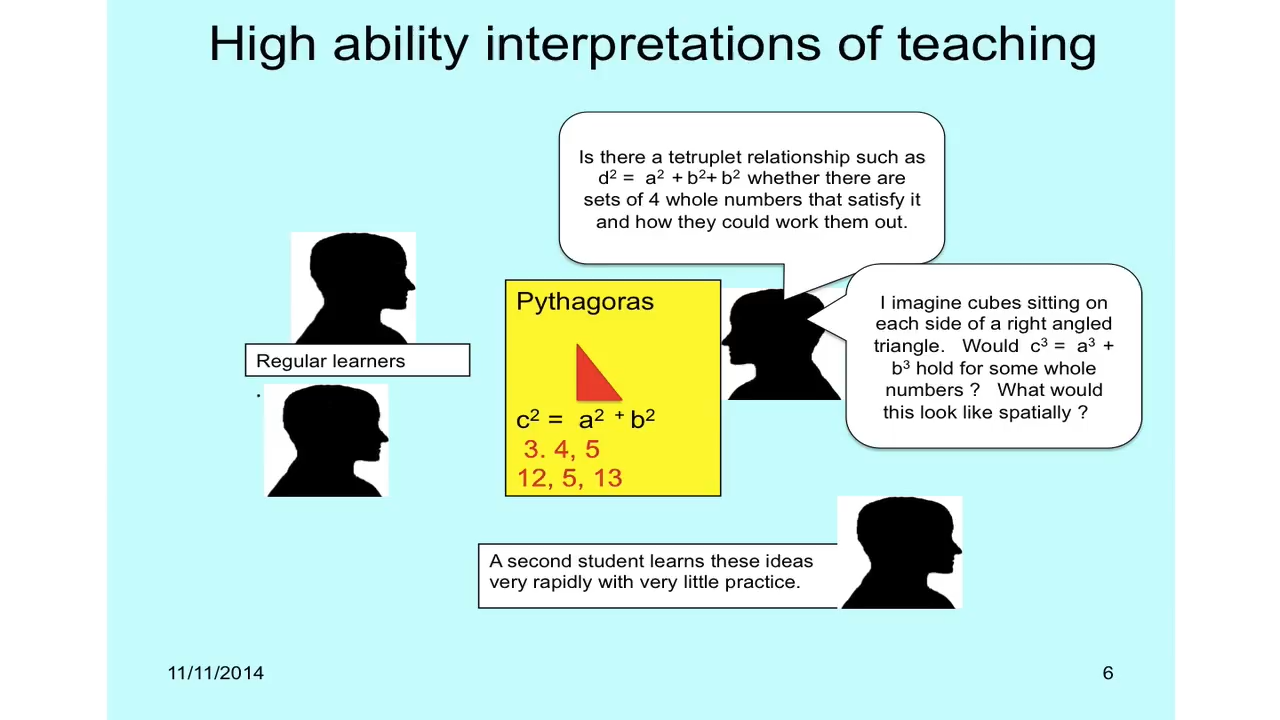 High ability interpretations of teaching
Is there a tetruplet relationship such as
d² = a² + b²+ b² whether there are
sets of 4 whole numbers that satisfy it
and how they could work them out.
I imagine cubes sitting on
each side of a right angled
triangle. Would c³ = a³ +
b³ hold for some whole
numbers ? What would
this look like spatially ?
Regular learners
.
Pythagoras
c² = a² + b²
3. 4, 5
12, 5, 13
A second student learns these ideas
very rapidly with very little practice.
11/11/2014
6